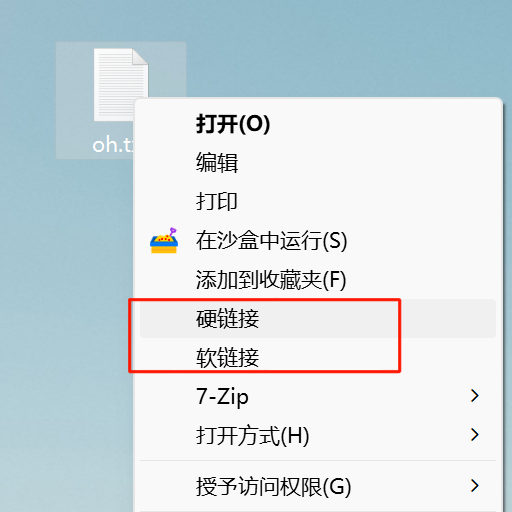 oh.t
打开(O)
编辑
打印
在沙盒中运行(S)
添加到收藏夹(F)
硬链接
软链接
7-Zip
打开方式(H)
授予访问权限(G)